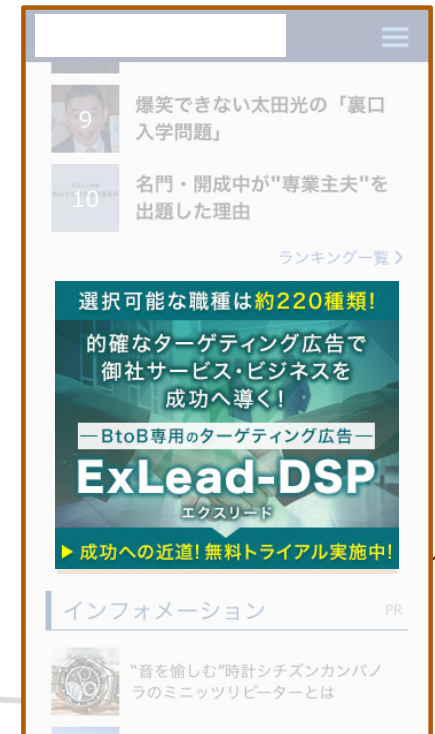 9
爆笑できない太田光の「裏口
入学問題」
10
名門・開成中が"専業主夫"を
出題した理由
ランキング一覧
選択可能な職種は約220種類!
的確なターゲティング広告で
御社サービス・ビジネスを
成功へ導く!
BtoB専用のターゲティング広告
ExLead-DSP
エクスリード
▶成功への近道!無料トライアル実施中!
インフォメーション
PR
“音を愉しむ”時計シチズンカンパノ
ラのミニッツリピーターとは